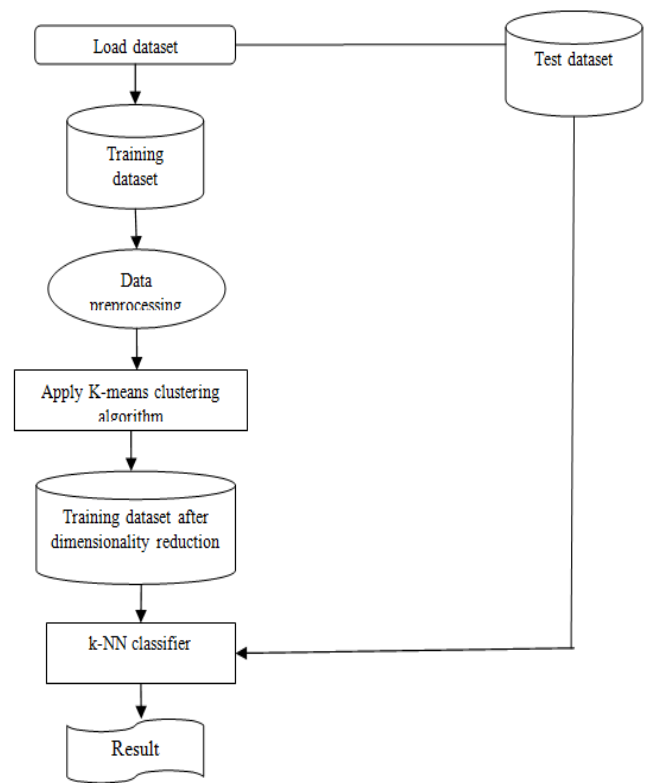 Load dataset
Test dataset
Training
dataset
Data
preprocessing
Apply K-means clustering
algorithm
Training dataset after
dimensionality reduction
k-NN classifier
Result